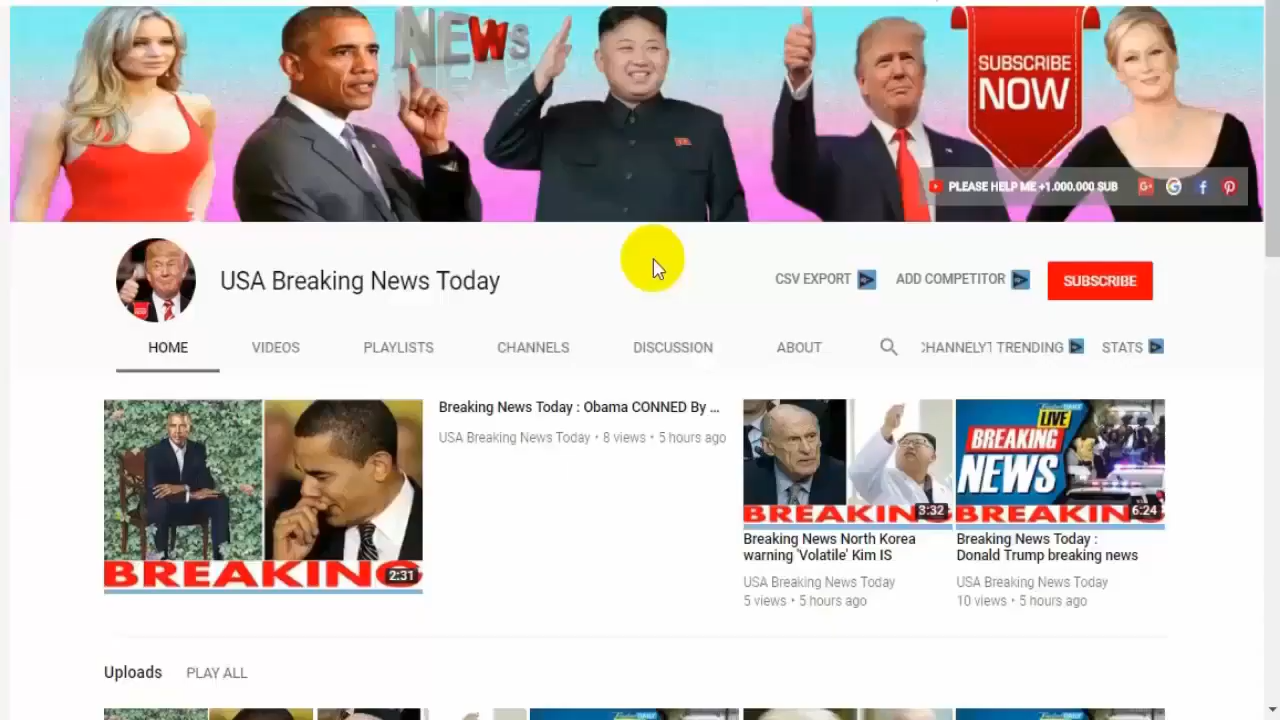 NEWS
SUBSCRIBE
NOW
PLEASE HELP ME +1.000.000 SUB
USA Breaking News Today
CSV EXPORT
ADD COMPETITOR
SUBSCRIBE
HOME
VIDEOS
PLAYLISTS
CHANNELS
DISCUSSION
ABOUT
CHANNELYT TRENDING
STATS
Breaking News Today : Obama CONNED By ...
USA Breaking News Today • 8 views • 5 hours ago
BREAKING
2:31
BREAKIN
3:32
Breaking News North Korea
warning 'Volatile' Kim IS
USA Breaking News Today
5 views • 5 hours ago
LIVE
BREAKING
NEWS
BREAKIN
6:24
Breaking News Today :
Donald Trump breaking news
USA Breaking News Today
10 views • 5 hours ago
Uploads PLAY ALL